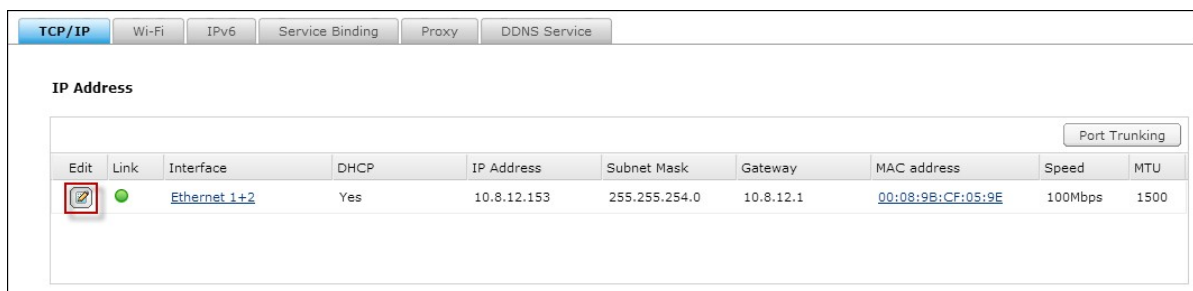 TCP/IP Wi-Fi IPv6 Service Binding Proxy DDNS Service
IP Address
Port Trunking
Edit Link Interface DHCP IP Address Subnet Mask Gateway MAC address Speed MTU
Ethernet 1+2 Yes 10.8.12.153 255.255.254.0 10.8.12.1 00:08:9B:CF:05:9E 100Mbps 1500